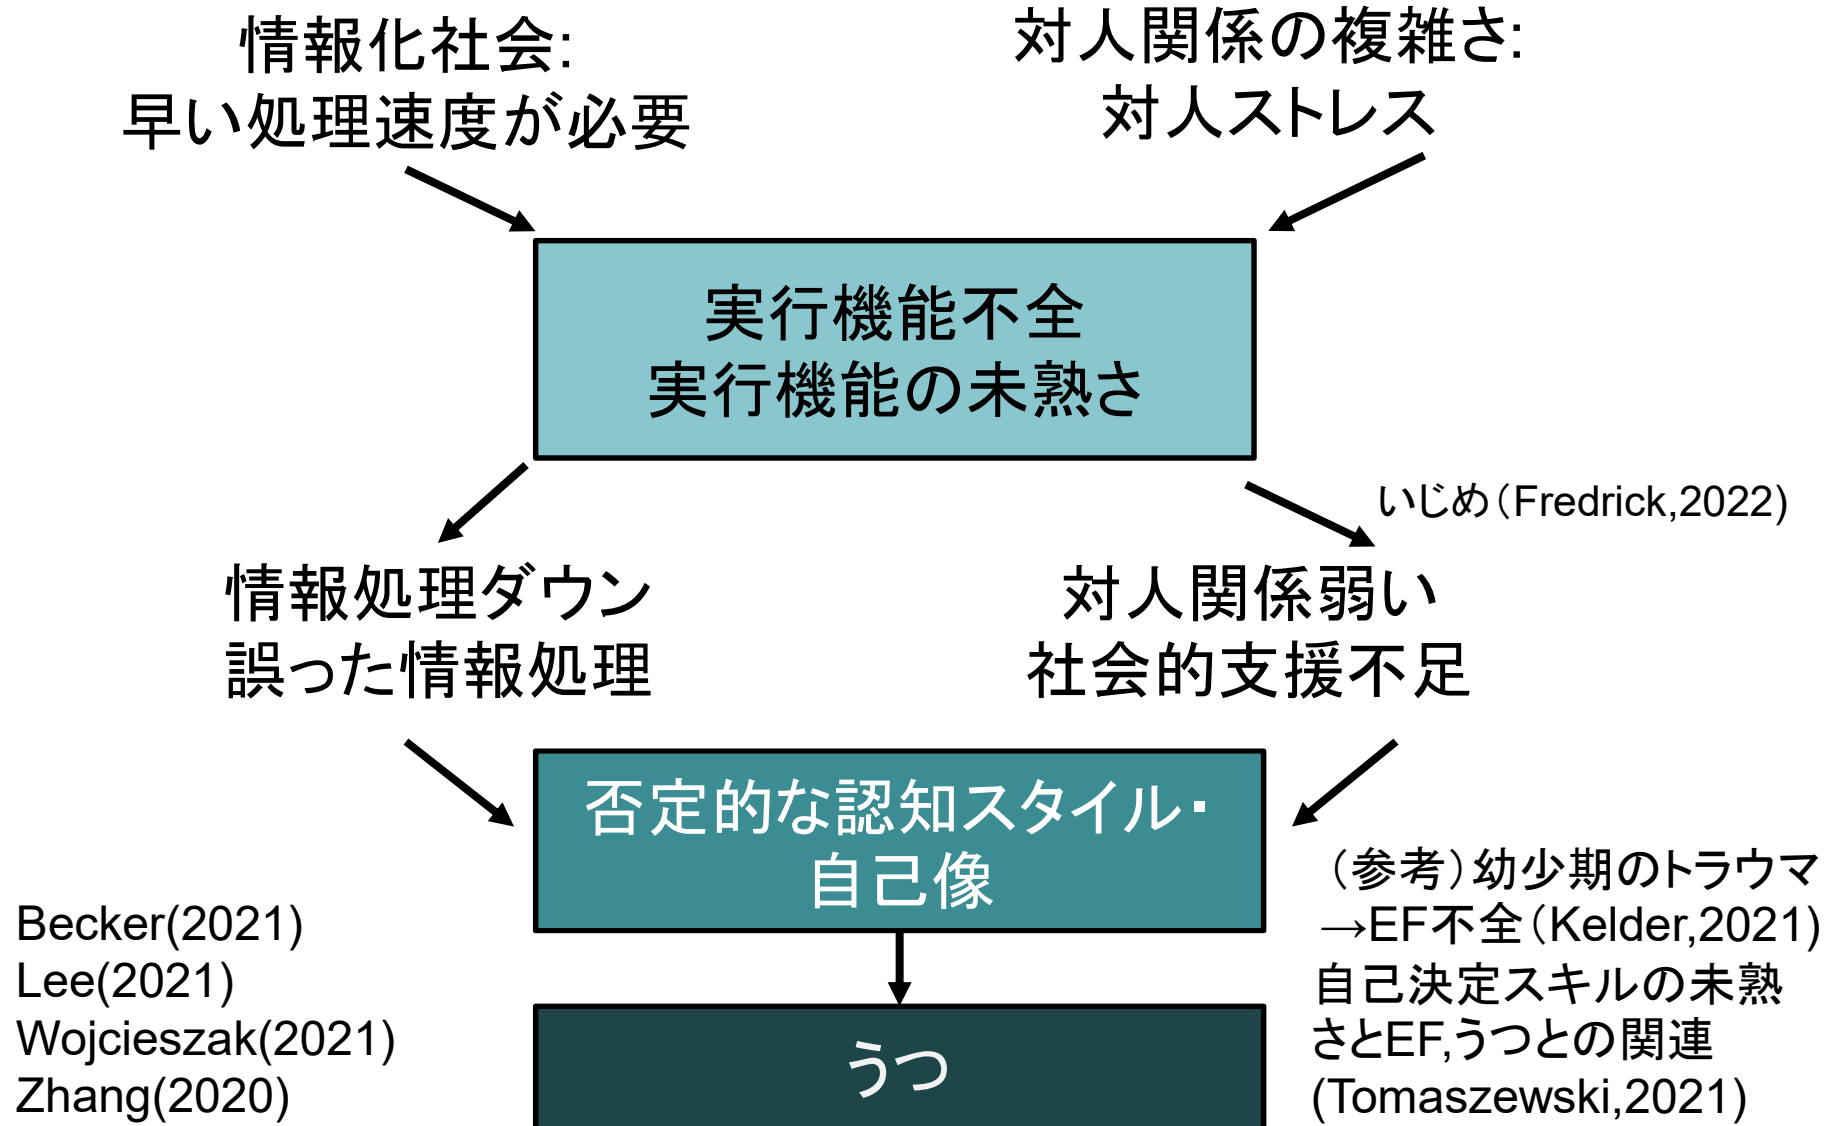 情報化社会:
早い処理速度が必要
対人関係の複雑さ:
対人ストレス
実行機能不全
実行機能の未熟さ
いじめ（Fredrick,2022)
情報処理ダウン
誤った情報処理
対人関係弱い
社会的支援不足
否定的な認知スタイル・
自己像
Becker(2021)
Lee(2021)
Wojcieszak(2021)
Zhang(2020)
（参考）幼少期のトラウマ
→EF不全（Kelder,2021)
自己決定スキルの未熟
さとEF,うつとの関連
(Tomaszewski,2021)
うつ